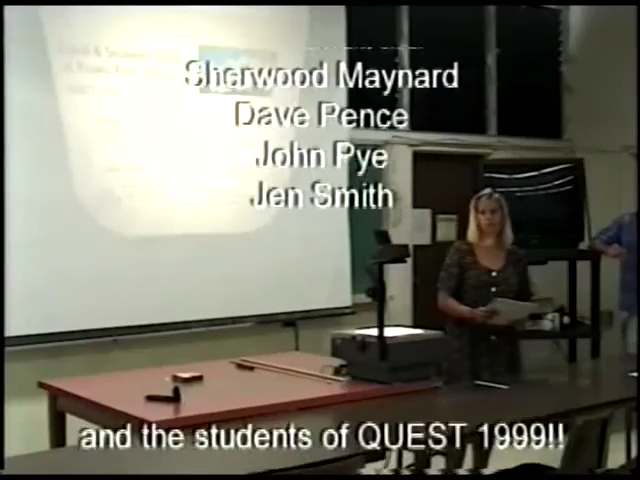 Sherwood Maynard
Dave Pence
John Pye
Jen Smith
and the students of QUEST 1999!!